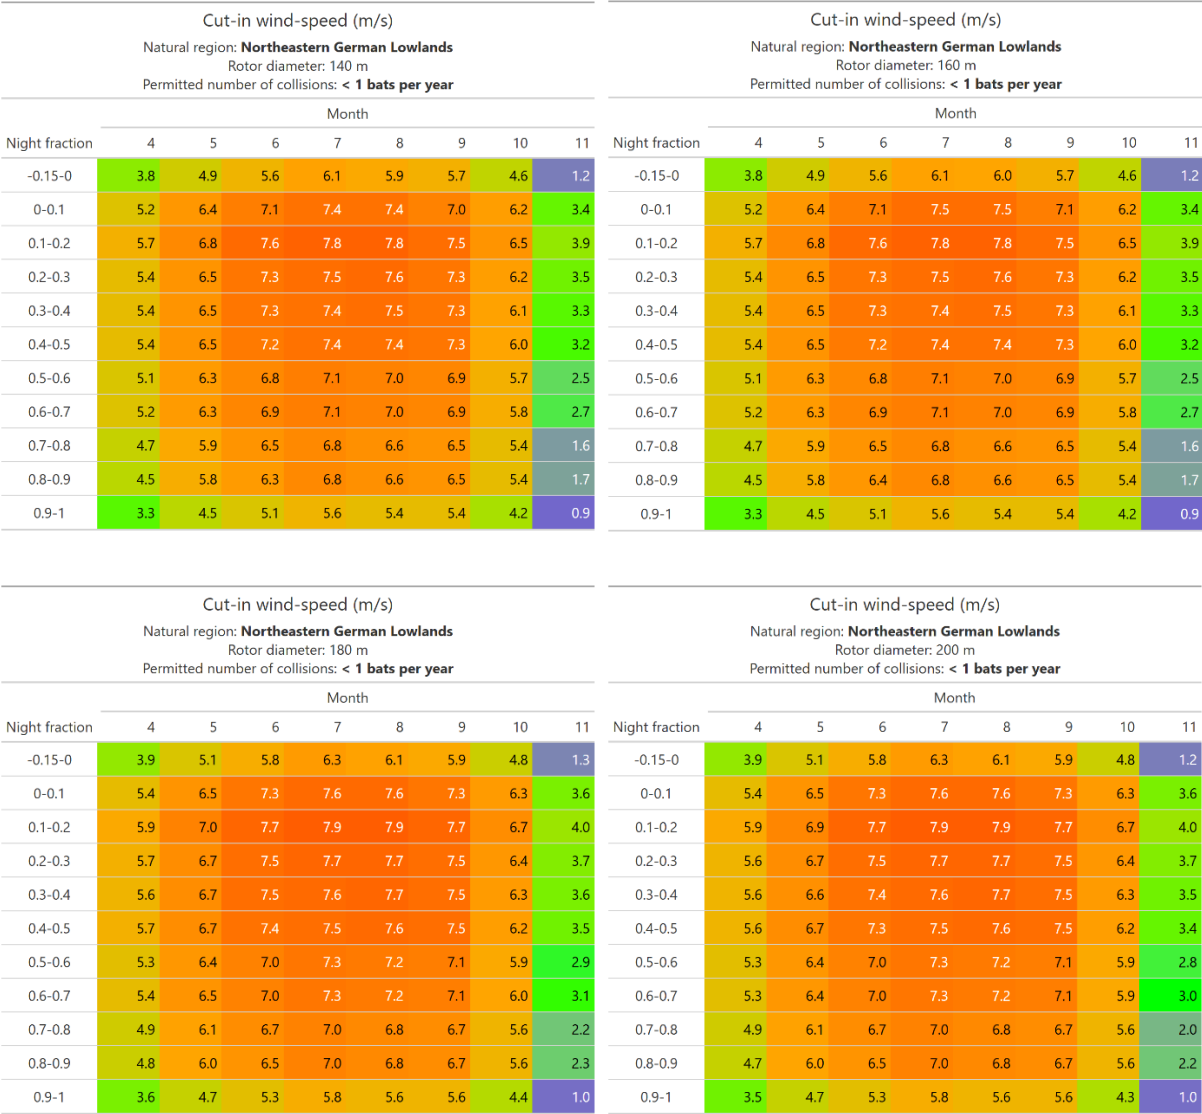 Cut-in wind-speed (m/s)
Natural region: Northeastern German Lowlands
Rotor diameter: 140 m
Permitted number of collisions: < 1 bats per year
Month
Night fraction 4 5 6 7 8 9 10 11
-0.15-0 3.8 4.9 5.6 6.1 5.9 5.7 4.6 1.2
0-0.1 5.2 6.4 7.1 7.4 7.4 7.0 6.2 3.4
0.1-0.2 5.7 6.8 7.6 7.8 7.8 7.5 6.5 3.9
0.2-0.3 5.4 6.5 7.3 7.5 7.6 7.3 6.2 3.5
0.3-0.4 5.4 6.5 7.3 7.4 7.5 7.3 6.1 3.3
0.4-0.5 5.4 6.5 7.2 7.4 7.4 7.3 6.0 3.2
0.5-0.6 5.1 6.3 6.8 7.1 7.0 6.9 5.7 2.5
0.6-0.7 5.2 6.3 6.9 7.1 7.0 6.9 5.8 2.7
0.7-0.8 4.7 5.9 6.5 6.8 6.6 6.5 5.4 1.6
0.8-0.9 4.5 5.8 6.3 6.8 6.6 6.5 5.4 1.7
0.9-1 3.3 4.5 5.1 5.6 5.4 5.4 4.2 0.9
Cut-in wind-speed (m/s)
Natural region: Northeastern German Lowlands
Rotor diameter: 160 m
Permitted number of collisions: < 1 bats per year
Month
Night fraction 4 5 6 7 8 9 10 11
-0.15-0 3.8 4.9 5.6 6.1 6.0 5.7 4.6 1.2
0-0.1 5.2 6.4 7.1 7.5 7.5 7.1 6.2 3.4
0.1-0.2 5.7 6.8 7.6 7.8 7.8 7.5 6.5 3.9
0.2-0.3 5.4 6.5 7.3 7.5 7.6 7.3 6.2 3.5
0.3-0.4 5.4 6.5 7.3 7.4 7.5 7.3 6.1 3.3
0.4-0.5 5.4 6.5 7.2 7.4 7.4 7.3 6.0 3.2
0.5-0.6 5.1 6.3 6.8 7.1 7.0 6.9 5.7 2.5
0.6-0.7 5.2 6.3 6.9 7.1 7.0 6.9 5.8 2.7
0.7-0.8 4.7 5.9 6.5 6.8 6.6 6.5 5.4 1.6
0.8-0.9 4.5 5.8 6.4 6.8 6.6 6.5 5.4 1.7
0.9-1 3.3 4.5 5.1 5.6 5.4 5.4 4.2 0.9
Cut-in wind-speed (m/s)
Natural region: Northeastern German Lowlands
Rotor diameter: 180 m
Permitted number of collisions: < 1 bats per year
Month
Night fraction 4 5 6 7 8 9 10 11
-0.15-0 3.9 5.1 5.8 6.3 6.1 5.9 4.8 1.3
0-0.1 5.4 6.5 7.3 7.6 7.6 7.3 6.3 3.6
0.1-0.2 5.9 7.0 7.7 7.9 7.9 7.7 6.7 4.0
0.2-0.3 5.7 6.7 7.5 7.7 7.7 7.5 6.4 3.7
0.3-0.4 5.6 6.7 7.5 7.6 7.7 7.5 6.3 3.6
0.4-0.5 5.7 6.7 7.4 7.5 7.6 7.5 6.2 3.5
0.5-0.6 5.3 6.4 7.0 7.3 7.2 7.1 5.9 2.9
0.6-0.7 5.4 6.5 7.0 7.3 7.2 7.1 6.0 3.1
0.7-0.8 4.9 6.1 6.7 7.0 6.8 6.7 5.6 2.2
0.8-0.9 4.8 6.0 6.5 7.0 6.8 6.7 5.6 2.3
0.9-1 3.6 4.7 5.3 5.8 5.6 5.6 4.4 1.0
Cut-in wind-speed (m/s)
Natural region: Northeastern German Lowlands
Rotor diameter: 200 m
Permitted number of collisions: < 1 bats per year
Month
Night fraction 4 5 6 7 8 9 10 11
-0.15-0 3.9 5.1 5.8 6.3 6.1 5.9 4.8 1.2
0-0.1 5.4 6.5 7.3 7.6 7.6 7.3 6.3 3.6
0.1-0.2 5.9 6.9 7.7 7.9 7.9 7.7 6.7 4.0
0.2-0.3 5.6 6.7 7.5 7.7 7.7 7.5 6.4 3.7
0.3-0.4 5.6 6.6 7.4 7.6 7.7 7.5 6.3 3.5
0.4-0.5 5.6 6.7 7.3 7.5 7.6 7.5 6.2 3.4
0.5-0.6 5.3 6.4 7.0 7.3 7.2 7.1 5.9 2.8
0.6-0.7 5.3 6.4 7.0 7.3 7.2 7.1 5.9 3.0
0.7-0.8 4.9 6.1 6.7 7.0 6.8 6.7 5.6 2.0
0.8-0.9 4.7 6.0 6.5 7.0 6.8 6.7 5.6 2.2
0.9-1 3.5 4.7 5.3 5.8 5.6 5.6 4.3 1.0